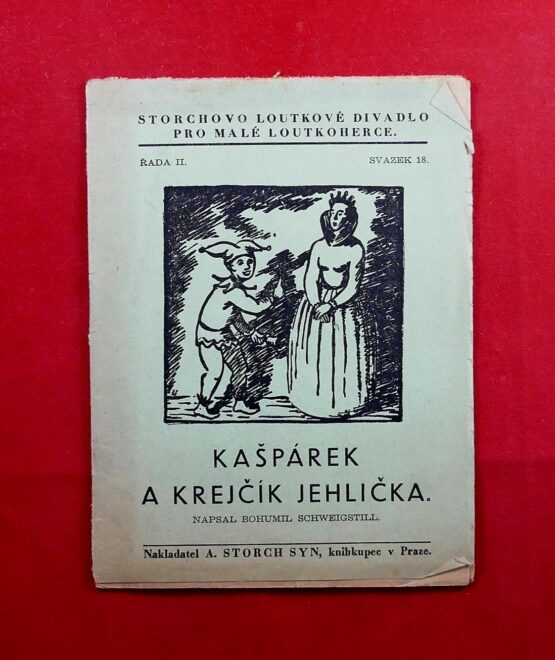 STORCHOVO LOUTKOVÉ DIVADLO
PRO MALÉ LOUTKOHERCE.
ŘADA II. SVAZEK 18.
KAŠPÁREK
A KREJČÍK JEHLIČKA.
NAPSAL BOHUMIL SCHWEIGSTILL.
Nakladatel A. STORCH SYN, knihkupec v Praze.